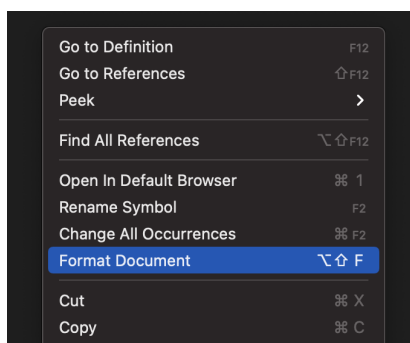 Go to Definition F12
Go to References ⇧F12
Peek
Find All References ⌥⇧F12
Open In Default Browser ⌘ 1
Rename Symbol F2
Change All Occurrences ⌘ F2
Format Document ⌥⇧ F
Cut ⌘ X
Copy ⌘ C